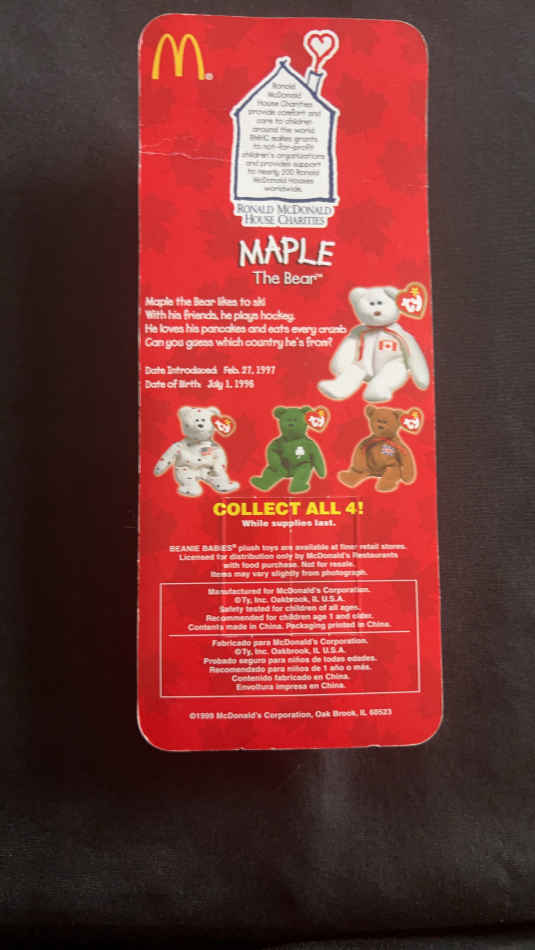 Ronald
McDonald
House Charities
provide comfort and
care to children
around the world.
RMHC makes grants
to not-for-profit
children's organizations
and provides support
to nearly 200 Ronald
McDonald Houses
worldwide.
RONALD MCDONALD
HOUSE CHARITIES
MAPLE
The Bear™
Maple the Bear likes to ski
With his friends, he plays hockey.
He loves his pancakes and eats every crumb
Can you guess which country he's from?
Date Introduced: Feb. 27, 1997
Date of Birth: July 1, 1996
ty
ty
ty
ty
COLLECT ALL 4!
While supplies last.
BEANIE BABIES® plush toys are available at finer retail stores.
Licensed for distribution only by McDonald's Restaurants
with food purchase. Not for resale.
Items may vary slightly from photograph.
Manufactured for McDonald's Corporation.
©Ty, Inc. Oakbrook, IL U.S.A.
Safety tested for children of all ages.
Recommended for children age 1 and older.
Contents made in China. Packaging printed in China.
Fabricado para McDonald's Corporation.
©Ty, Inc. Oakbrook, IL U.S.A.
Probado seguro para niños de todas edades.
Recomendado para niños de 1 año o más.
Contenido fabricado en China.
Envoltura impresa en China.
©1999 McDonald's Corporation, Oak Brook, IL 60523